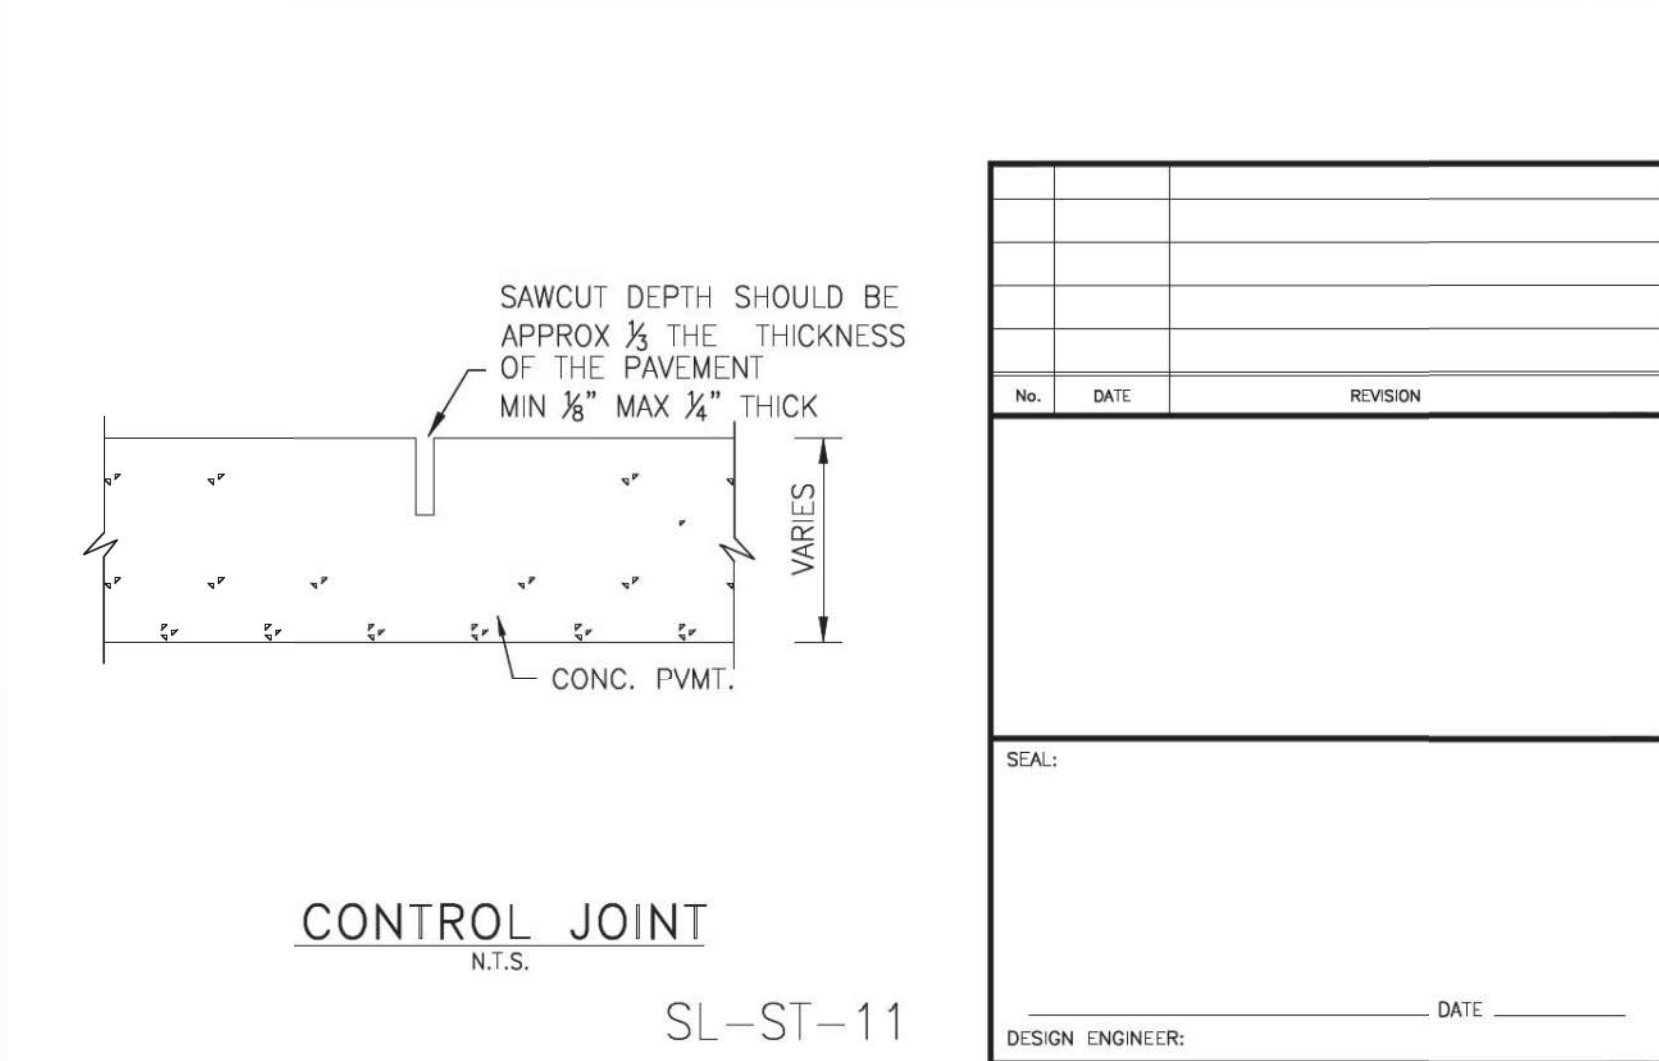 SAWCUT DEPTH SHOULD BE
APPROX 1/3 THE THICKNESS
OF THE PAVEMENT
MIN 1/8" MAX 1/4" THICK
VARIES
CONC. PVMT.
CONTROL JOINT
N.T.S.
SL-ST-11
No. DATE REVISION
SEAL:
DATE
DESIGN ENGINEER: